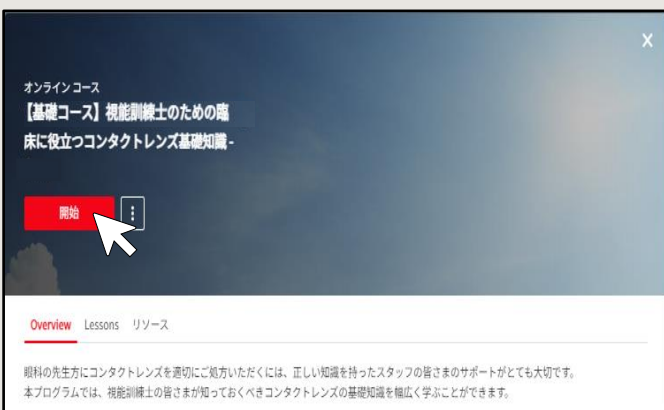 X
オンライン コース
【基礎コース】視能訓練士のための臨
床に役立つコンタクトレンズ基礎知識 -
開始
Overview Lessons リソース
眼科の先生方にコンタクトレンズを適切にご処方いただくには、正しい知識を持ったスタッフの皆さまのサポートがとても大切です。
本プログラムでは、視能訓練士の皆さまが知っておくべきコンタクトレンズの基礎知識を幅広く学ぶことができます。